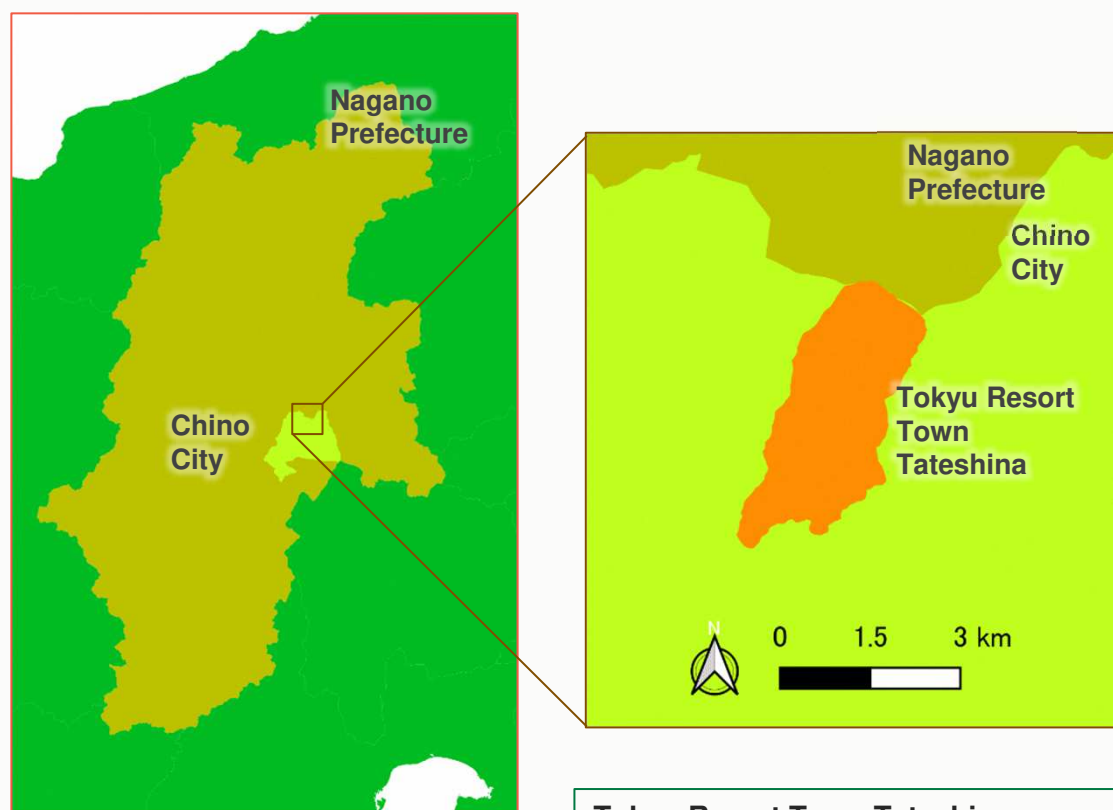 Nagano
Prefecture
Chino
City
Nagano
Prefecture
Chino
City
Tokyu Resort
Town
Tateshina
N
0 1.5 3 km